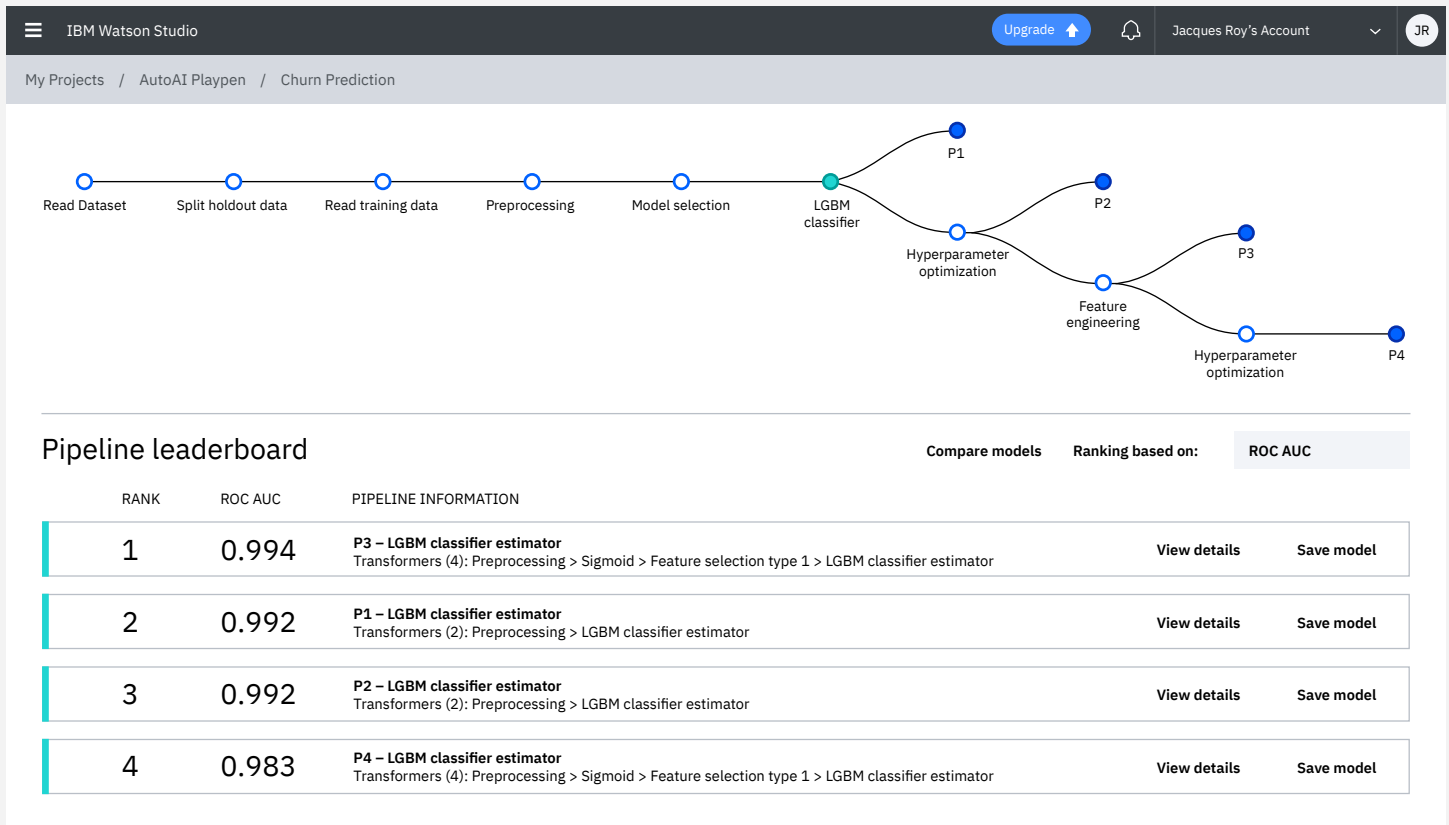 IBM Watson Studio
Upgrade
Jacques Roy's Account
JR
My Projects / AutoAI Playpen / Churn Prediction
P1
Read Dataset
Split holdout data
Read training data
Preprocessing
Model selection
LGBM
classifier
P2
Hyperparameter
optimization
P3
Feature
engineering
Hyperparameter
optimization
P4
Pipeline leaderboard
Compare models
Ranking based on:
ROC AUC
RANK
ROC AUC
PIPELINE INFORMATION
1
0.994
P3 – LGBM classifier estimator
Transformers (4): Preprocessing > Sigmoid > Feature selection type 1 > LGBM classifier estimator
View details
Save model
2
0.992
P1 – LGBM classifier estimator
Transformers (2): Preprocessing > LGBM classifier estimator
View details
Save model
3
0.992
P2 – LGBM classifier estimator
Transformers (2): Preprocessing > LGBM classifier estimator
View details
Save model
4
0.983
P4 – LGBM classifier estimator
Transformers (4): Preprocessing > Sigmoid > Feature selection type 1 > LGBM classifier estimator
View details
Save model